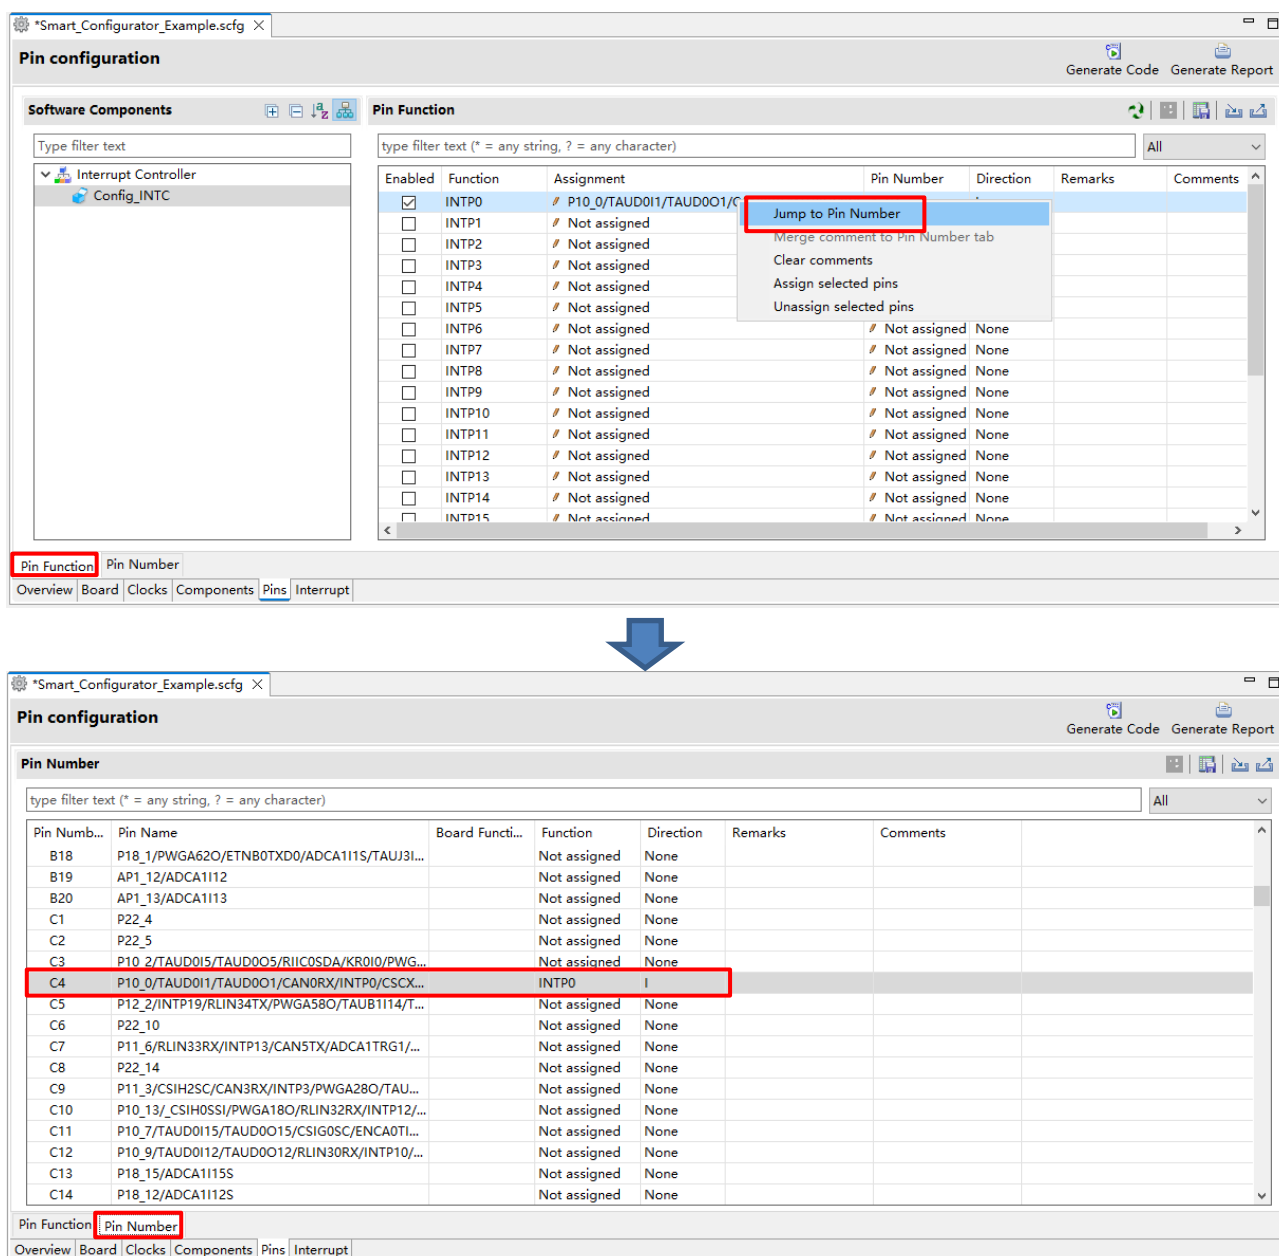 *Smart_Configurator_Example.scfg
Pin configuration
Generate Code Generate Report
Software Components
Pin Function
Type filter text
type filter text (* = any string, ? = any character)
All
Interrupt Controller
Config_INTC
Enabled Function Assignment Pin Number Direction Remarks Comments
INTP0 P10_0/TAUD0I1/TAUD0O1/
INTP1 Not assigned
INTP2 Not assigned
INTP3 Not assigned
INTP4 Not assigned
INTP5 Not assigned
Jump to Pin Number
Merge comment to Pin Number tab
Clear comments
Assign selected pins
Unassign selected pins
INTP6 Not assigned Not assigned None
INTP7 Not assigned Not assigned None
INTP8 Not assigned Not assigned None
INTP9 Not assigned Not assigned None
INTP10 Not assigned Not assigned None
INTP11 Not assigned Not assigned None
INTP12 Not assigned Not assigned None
INTP13 Not assigned Not assigned None
INTP14 Not assigned Not assigned None
INTP15 Not assigned Not assigned None
Pin Function Pin Number
Overview Board Clocks Components Pins Interrupt
*Smart_Configurator_Example.scfg
Pin configuration
Generate Code Generate Report
Pin Number
type filter text (* = any string, ? = any character)
All
Pin Numb... Pin Name Board Functi... Function Direction Remarks Comments
B18 P18_1/PWGA62O/ETNB0TXD0/ADCA1I1S/TAUJ3I... Not assigned None
B19 AP1_12/ADCA1I12 Not assigned None
B20 AP1_13/ADCA1I13 Not assigned None
C1 P22_4 Not assigned None
C2 P22_5 Not assigned None
C3 P10_2/TAUD0I5/TAUD0O5/RIIC0SDA/KR0I0/PWG... Not assigned None
C4 P10_0/TAUD0I1/TAUD0O1/CAN0RX/INTP0/CSCX... INTP0 I
C5 P12_2/INTP19/RLIN34TX/PWGA58O/TAUB1I14/T... Not assigned None
C6 P22_10 Not assigned None
C7 P11_6/RLIN33RX/INTP13/CAN5TX/ADCA1TRG1/... Not assigned None
C8 P22_14 Not assigned None
C9 P11_3/CSIH2SC/CAN3RX/INTP3/PWGA28O/TAU... Not assigned None
C10 P10_13/_CSIH0SSI/PWGA18O/RLIN32RX/INTP12/... Not assigned None
C11 P10_7/TAUD0I15/TAUD0O15/CSIG0SC/ENCA0TI... Not assigned None
C12 P10_9/TAUD0I12/TAUD0O12/RLIN30RX/INTP10/... Not assigned None
C13 P18_15/ADCA1I15S Not assigned None
C14 P18_12/ADCA1I12S Not assigned None
Pin Function Pin Number
Overview Board Clocks Components Pins Interrupt